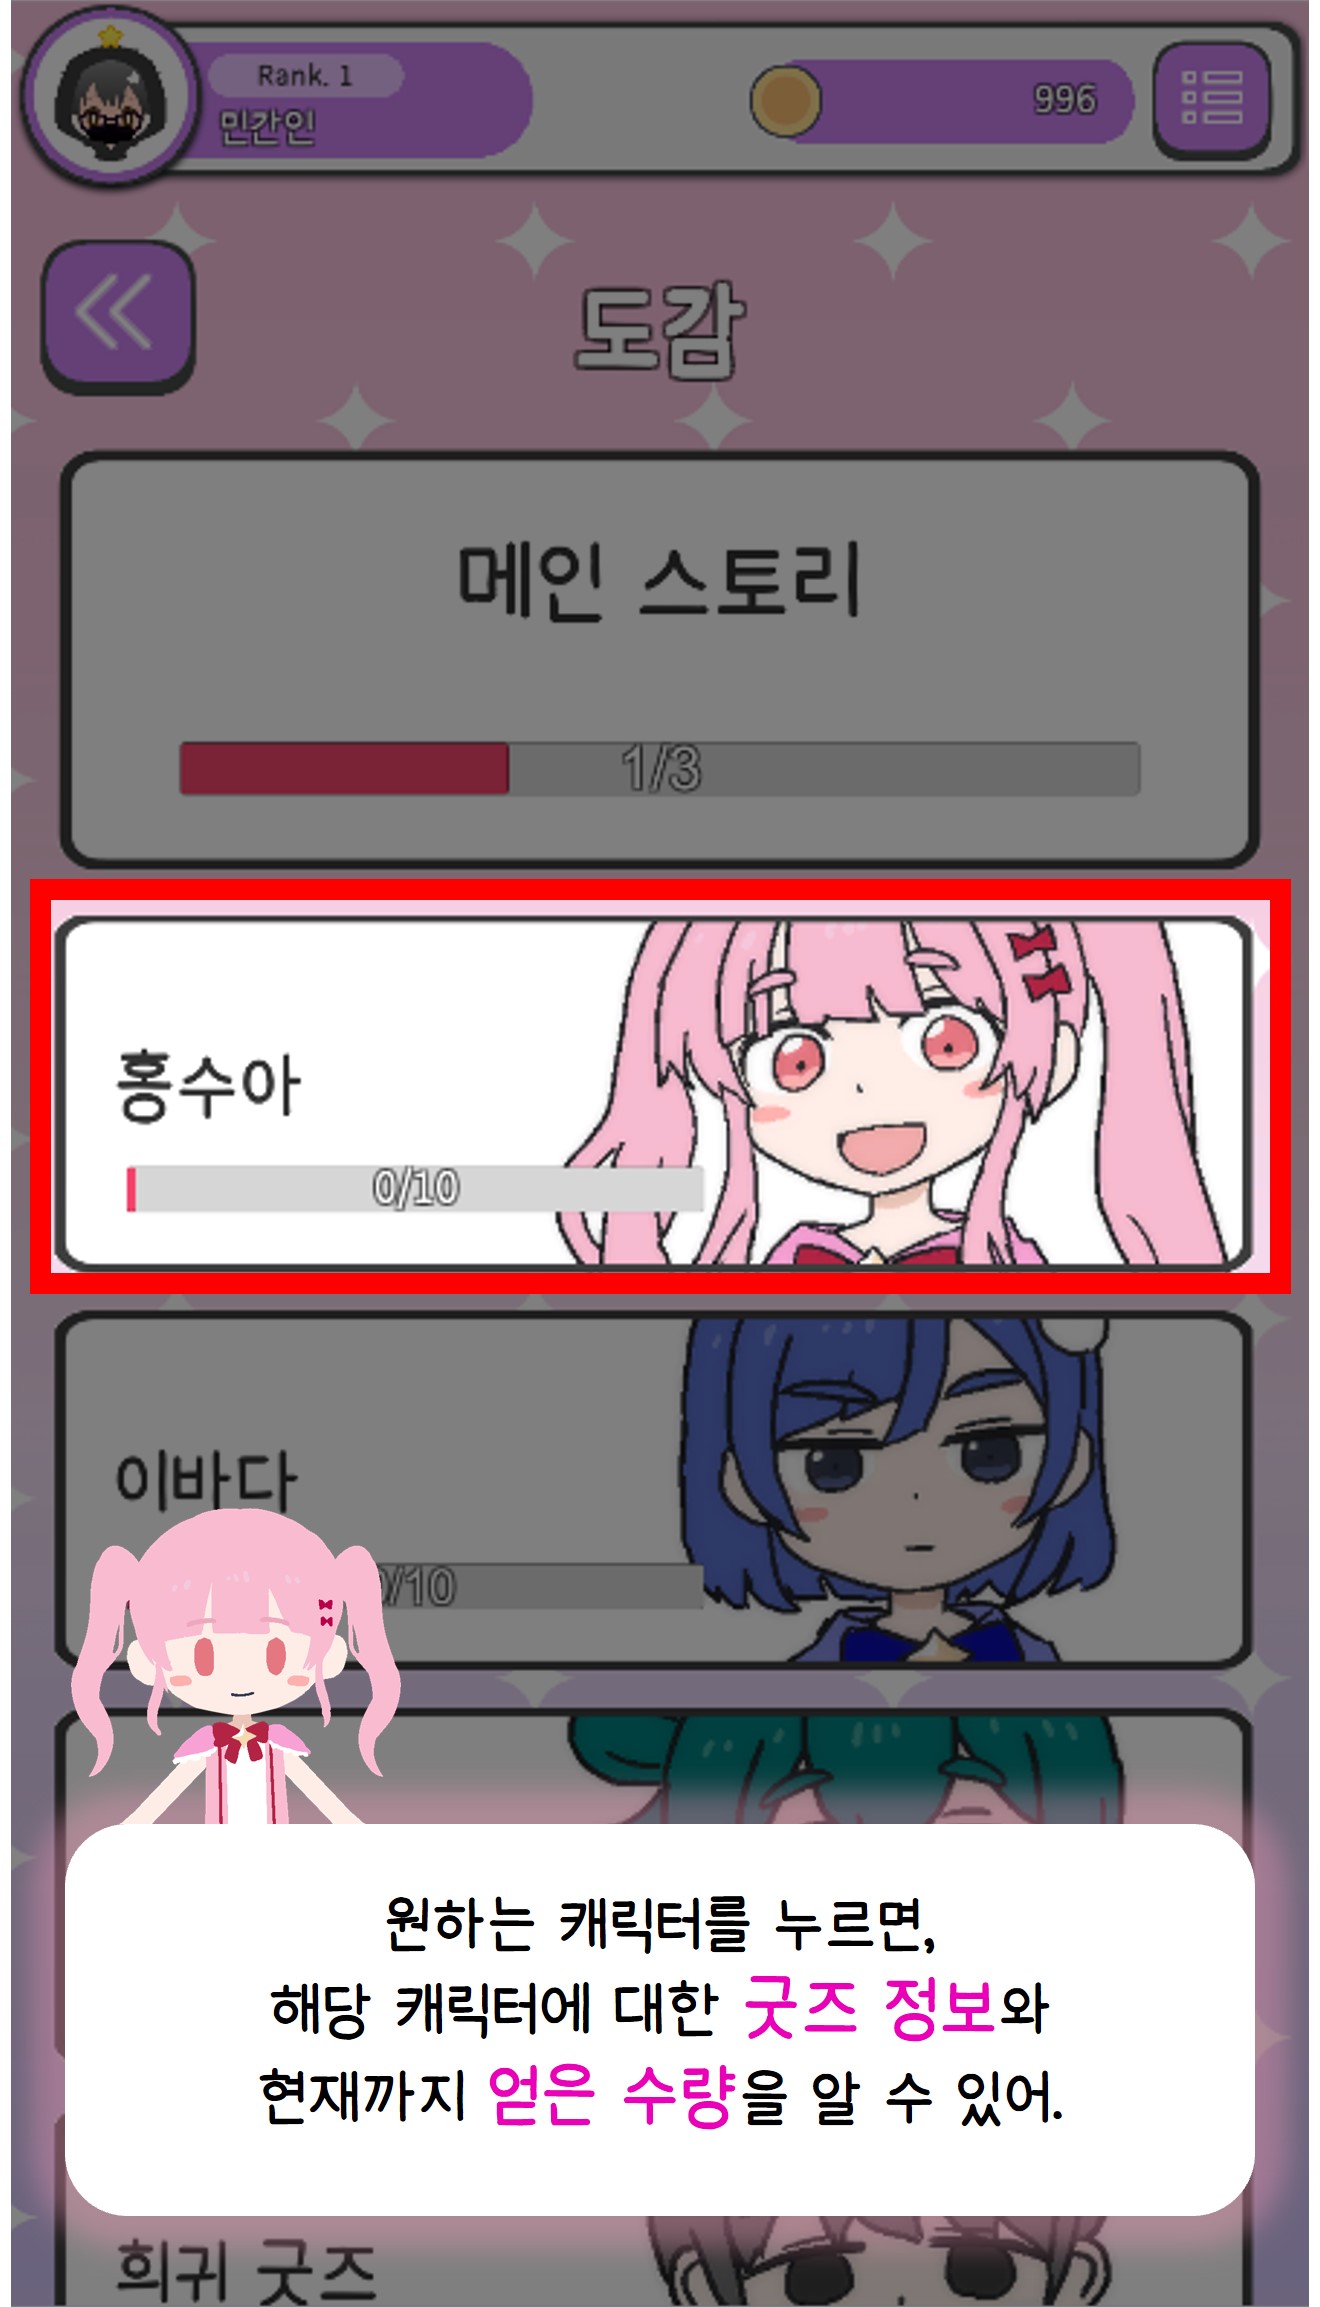 Rank. 1
민간인
996
도감
메인 스토리
1/3
홍수아
0/10
이바다
/10
원하는 캐릭터를 누르면,
해당 캐릭터에 대한 굿즈 정보와
현재까지 얻은 수량을 알 수 있어.
희귀 굿즈